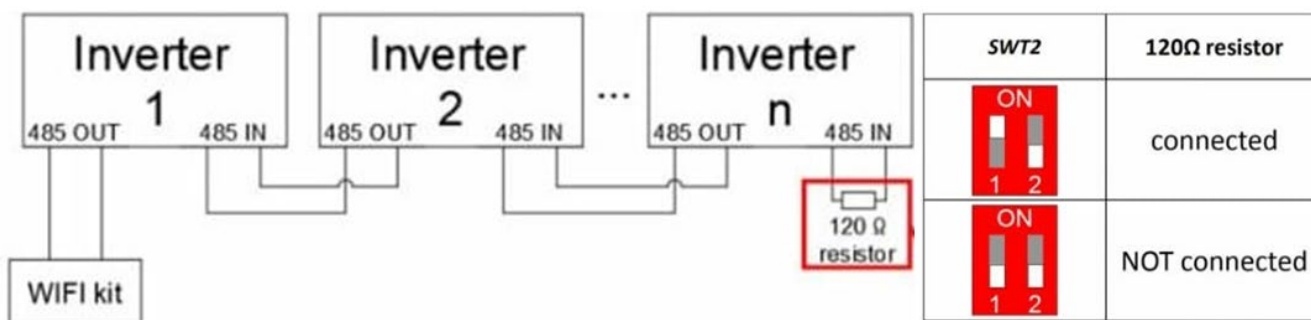 Inverter
1
485 OUT 485 IN
Inverter
2
485 OUT 485 IN
...
Inverter
n
485 OUT 485 IN
120 Ω
resistor
WIFI kit
SWT2 120Ω resistor
ON
1 2
connected
ON
1 2
NOT connected